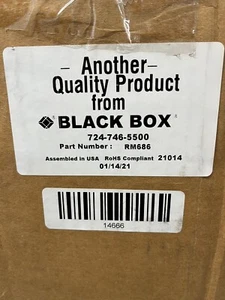 – Another –
Quality Product
from
BLACK BOX
724-746-5500
Part Number : RM686
Assembled in USA RoHS Compliant 21014
01/14/21
14666